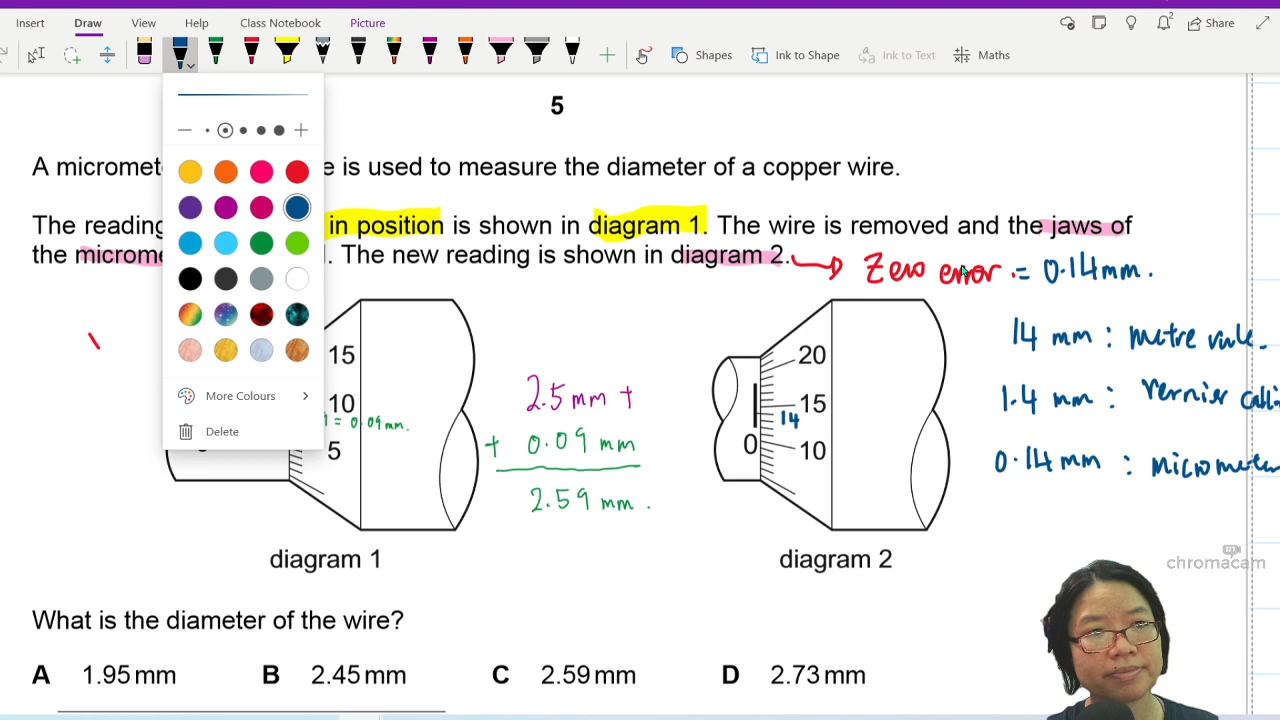 Insert Draw View Help Class Notebook Picture 2 Share
Shapes Ink to Shape Ink to Text Maths
5
A micromet e is used to measure the diameter of a copper wire.
The reading in position is shown in diagram 1. The wire is removed and the jaws of
the microme . The new reading is shown in diagram 2.
Zero error = 0.14mm.
14 mm : metre rule.
1.4 mm : Vernier
0.14 mm :
15
10
= 0.09mm.
5
2.5 mm +
+ 0.09 mm
2.59 mm.
20
15
14
0
10
More Colours
Delete
diagram 1 diagram 2
chromacam
What is the diameter of the wire?
A 1.95 mm B 2.45 mm C 2.59 mm D 2.73 mm